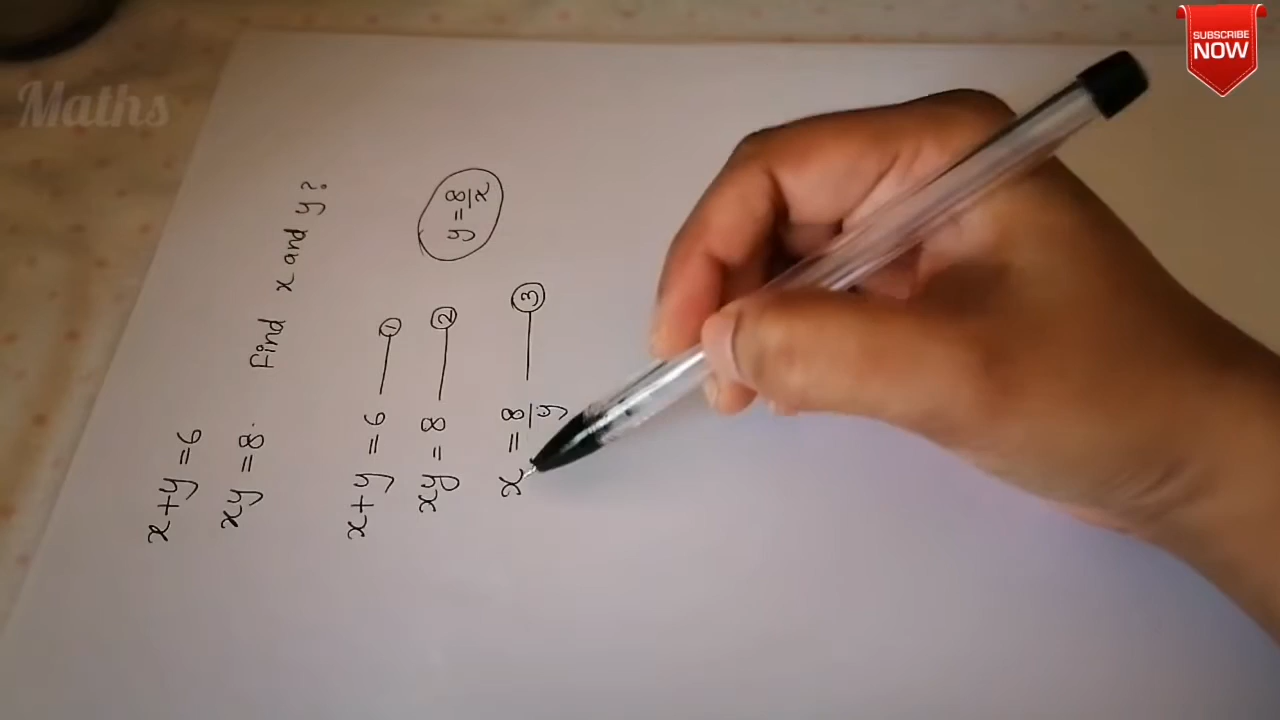 Maths
SUBSCRIBE
NOW
x+y=6
xy=8. Find x and y?
x+y=6 — ①
xy=8 — ②
y=8/x
x=8/y — ③